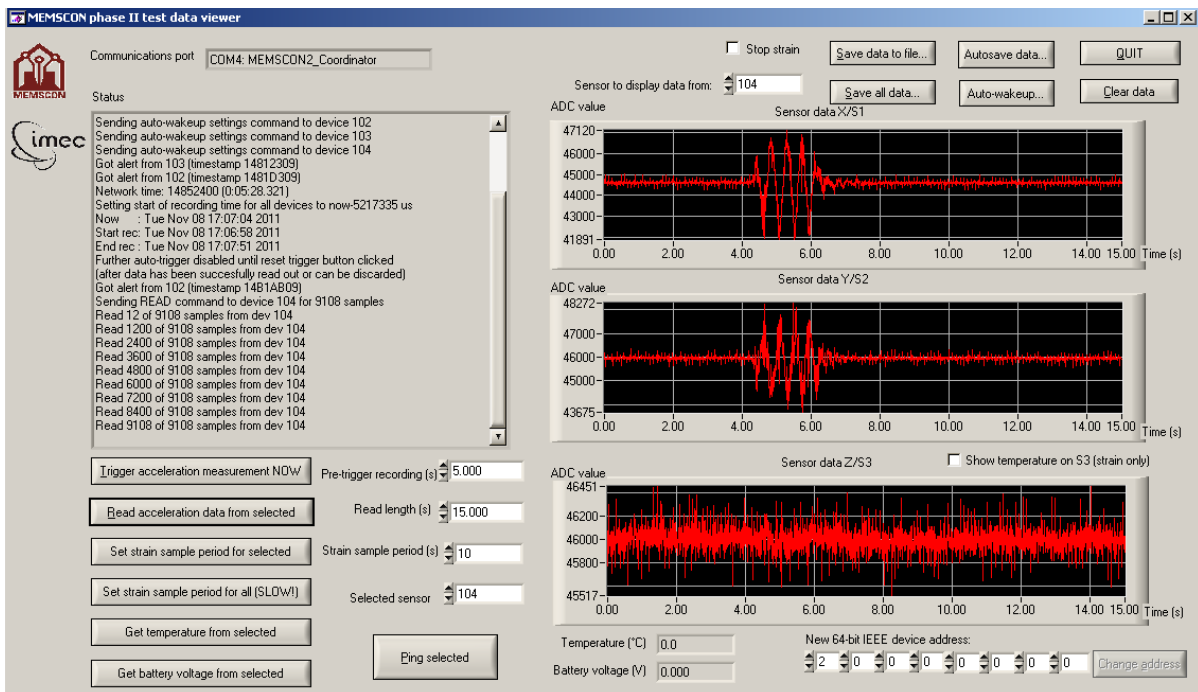 MEMSCON phase II test data viewer
MEMSCON
imec
Communications port
COM4: MEMSCON2_Coordinator
Status
Sending auto-wakeup settings command to device 102
Sending auto-wakeup settings command to device 103
Sending auto-wakeup settings command to device 104
Got alert from 103 (timestamp 14812309)
Got alert from 102 (timestamp 1481D309)
Network time: 14852400 (0:05:28.321)
Setting start of recording time for all devices to now-5217335 us
Now : Tue Nov 08 17:07:04 2011
Start rec: Tue Nov 08 17:06:58 2011
End rec : Tue Nov 08 17:07:51 2011
Further auto-trigger disabled until reset trigger button clicked
(after data has been succesfully read out or can be discarded)
Got alert from 102 (timestamp 14B1AB09)
Sending READ command to device 104 for 9108 samples
Read 12 of 9108 samples from dev 104
Read 1200 of 9108 samples from dev 104
Read 2400 of 9108 samples from dev 104
Read 3600 of 9108 samples from dev 104
Read 4800 of 9108 samples from dev 104
Read 6000 of 9108 samples from dev 104
Read 7200 of 9108 samples from dev 104
Read 8400 of 9108 samples from dev 104
Read 9108 of 9108 samples from dev 104
Trigger acceleration measurement NOW
Pre-trigger recording (s) 5.000
Read acceleration data from selected
Read length (s) 15.000
Set strain sample period for selected
Strain sample period (s) 10
Set strain sample period for all (SLOW!)
Selected sensor 104
Get temperature from selected
Get battery voltage from selected
Ping selected
Stop strain
Save data to file...
Autosave data...
QUIT
Sensor to display data from: 104
Save all data...
Auto-wakeup...
Clear data
ADC value
Sensor data X/S1
47120
46000
45000
44000
43000
41891
0.00 2.00 4.00 6.00 8.00 10.00 12.00 14.00 15.00 Time (s)
ADC value
Sensor data Y/S2
48272
47000
46000
45000
43675
0.00 2.00 4.00 6.00 8.00 10.00 12.00 14.00 15.00 Time (s)
ADC value
Sensor data Z/S3
Show temperature on S3 (strain only)
46451
46200
46000
45800
45517
0.00 2.00 4.00 6.00 8.00 10.00 12.00 14.00 15.00 Time (s)
Temperature (°C) 0.0
Battery voltage (V) 0.000
New 64-bit IEEE device address:
2 0 0 0 0 0 0 0
Change address